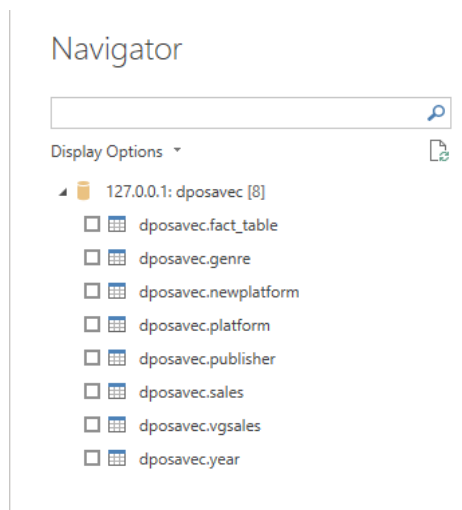 Navigator
Display Options
127.0.0.1: dposavec [8]
dposavec.fact_table
dposavec.genre
dposavec.newplatform
dposavec.platform
dposavec.publisher
dposavec.sales
dposavec.vgsales
dposavec.year